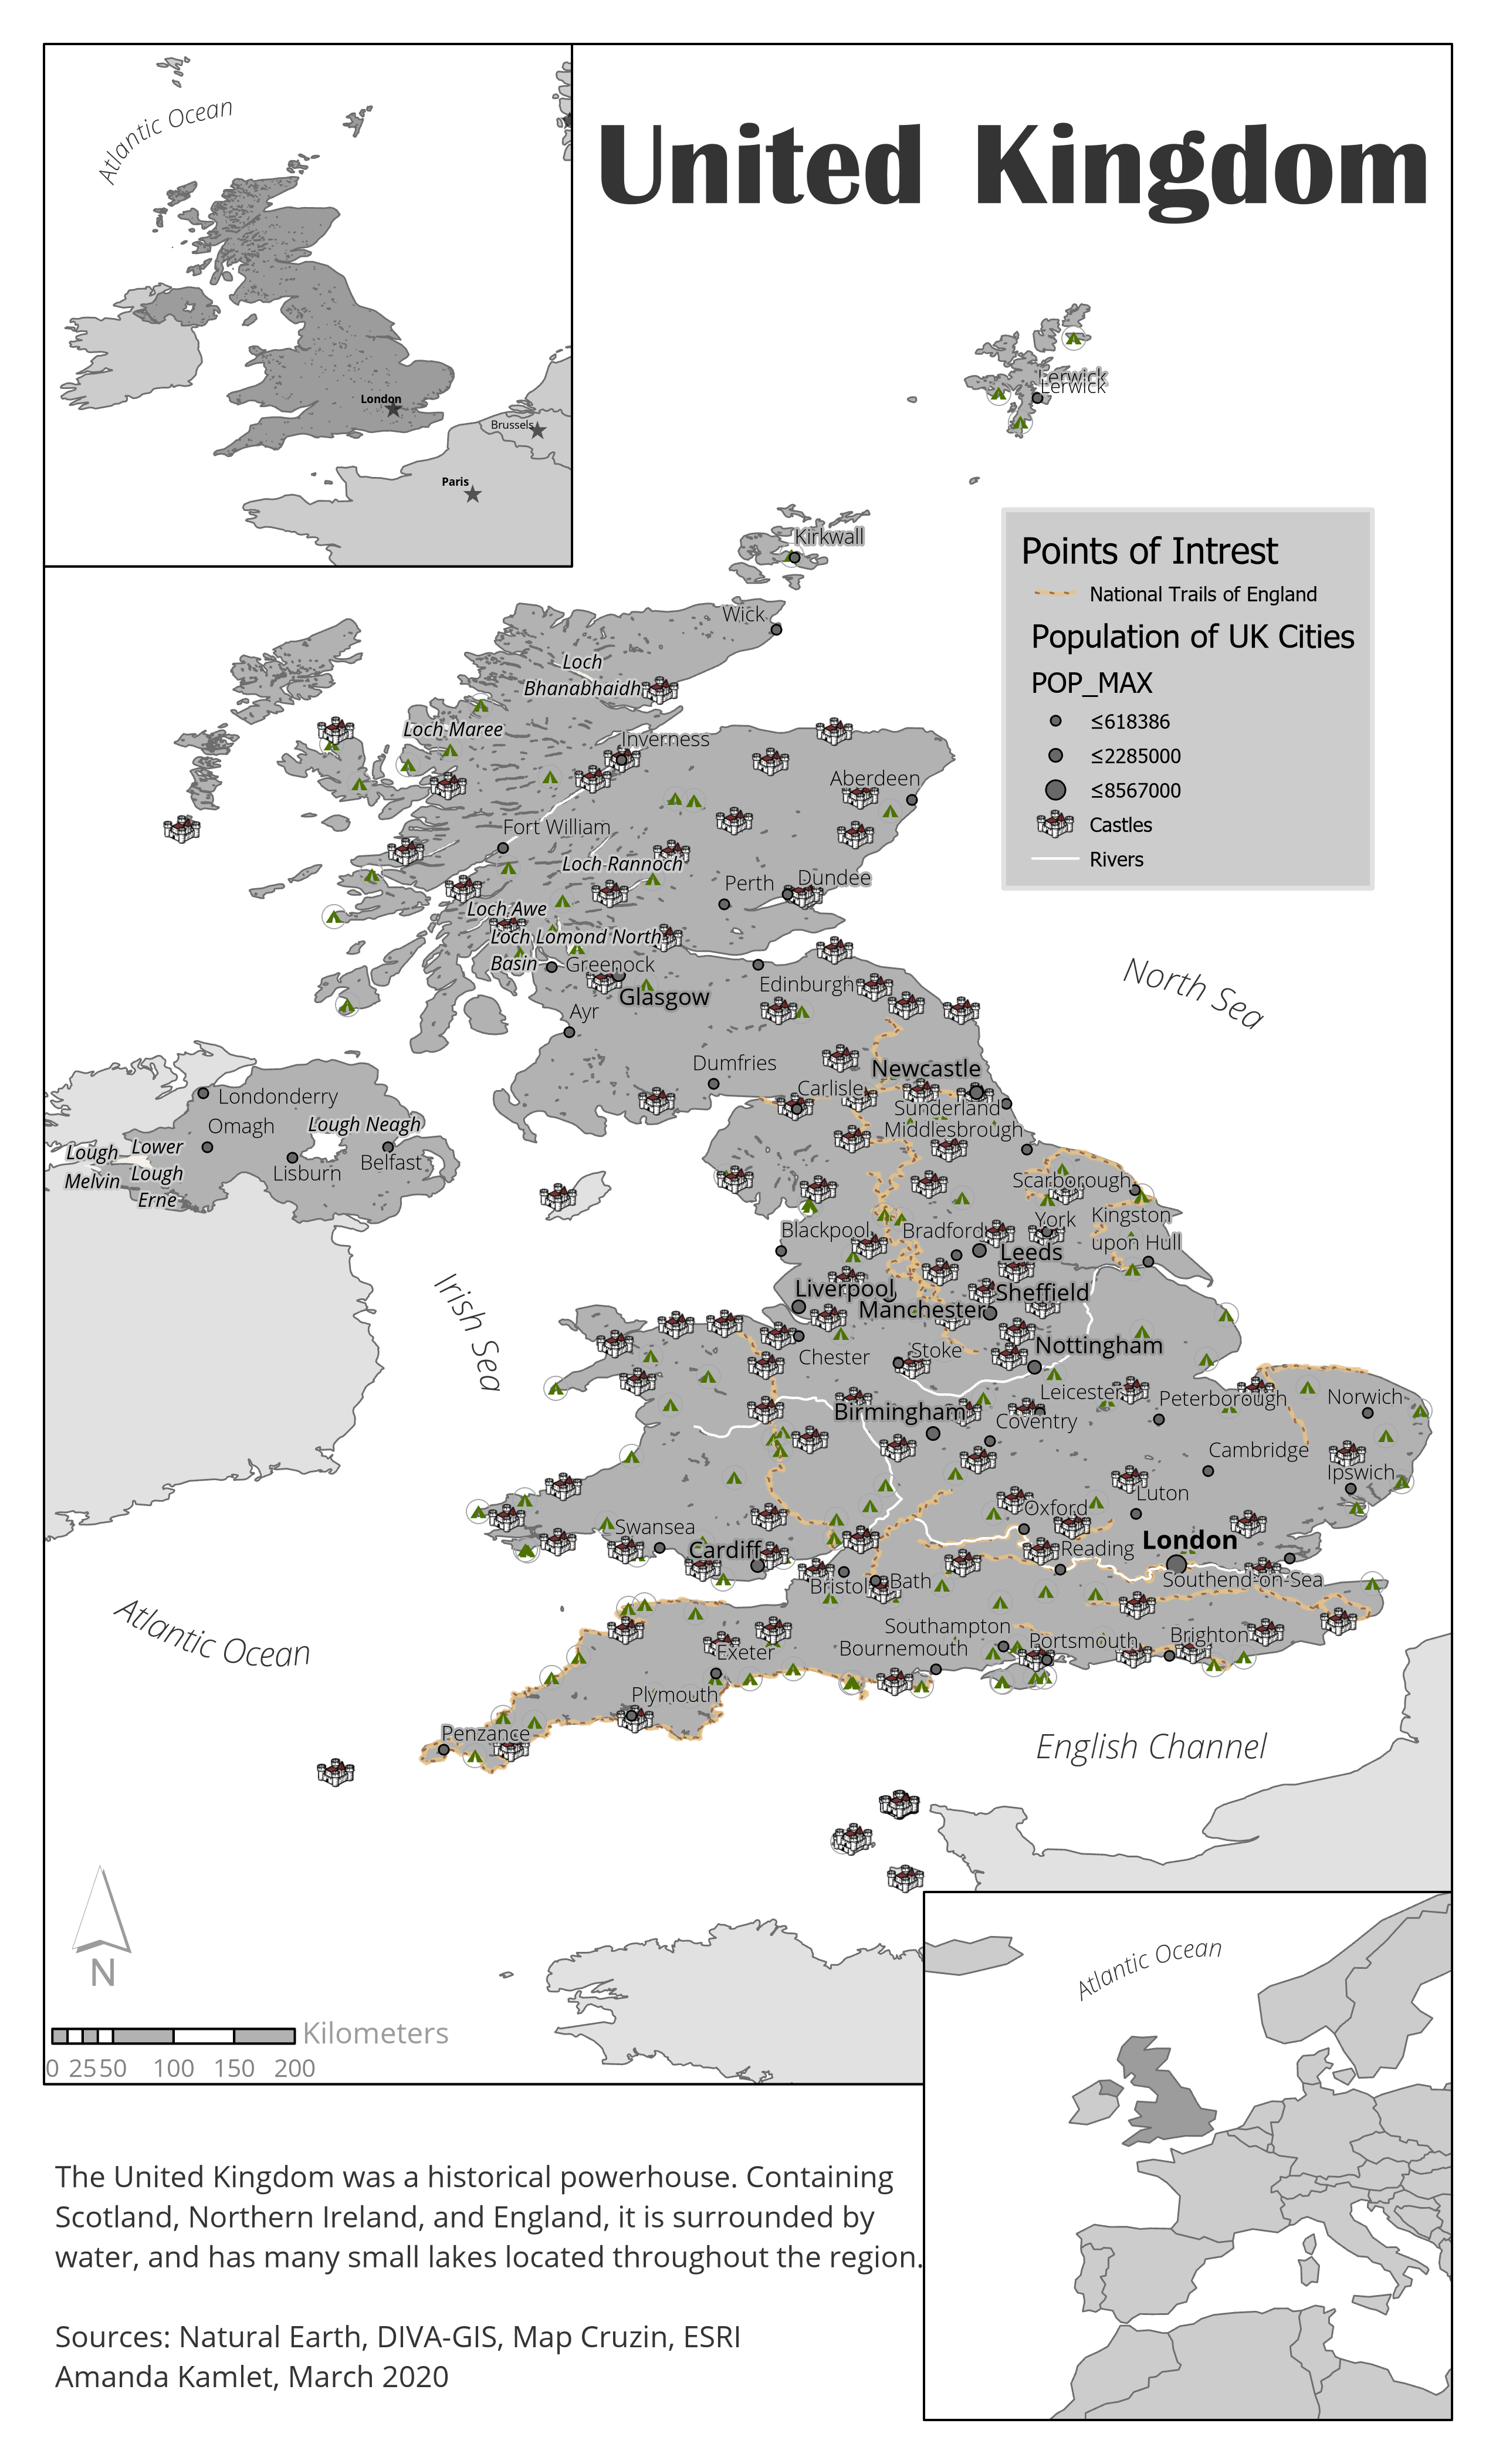 United Kingdom
Atlantic Ocean
London
Brussels
Paris
Lerwick
Lerwick
Kirkwall
Wick
Points of Intrest
National Trails of England
Population of UK Cities
POP_MAX
≤618386
≤2285000
≤8567000
Castles
Rivers
Loch
Bhanabhaidh
Loch Maree
Inverness
Aberdeen
Fort William
Loch Rannoch
Perth
Dundee
Loch Awe
Loch Lomond North
Basin
Greenock
Edinburgh
Glasgow
Ayr
North Sea
Dumfries
Newcastle
Carlisle
Sunderland
Middlesbrough
Londonderry
Omagh
Lough Neagh
Lough
Melvin
Lower
Lough
Erne
Lisburn
Belfast
Scarborough
Blackpool
Bradford
York
Kingston
upon Hull
Leeds
Irish Sea
Liverpool
Manchester
Sheffield
Chester
Stoke
Nottingham
Leicester
Peterborough
Norwich
Birmingham
Coventry
Cambridge
Ipswich
Luton
Oxford
Swansea
Cardiff
London
Reading
Bristol
Bath
Southend-on-Sea
Atlantic Ocean
Southampton
Portsmouth
Brighton
Bournemouth
Exeter
Plymouth
Penzance
English Channel
N
Kilometers
0 25 50 100 150 200
Atlantic Ocean
The United Kingdom was a historical powerhouse. Containing
Scotland, Northern Ireland, and England, it is surrounded by
water, and has many small lakes located throughout the region.
Sources: Natural Earth, DIVA-GIS, Map Cruzin, ESRI
Amanda Kamlet, March 2020